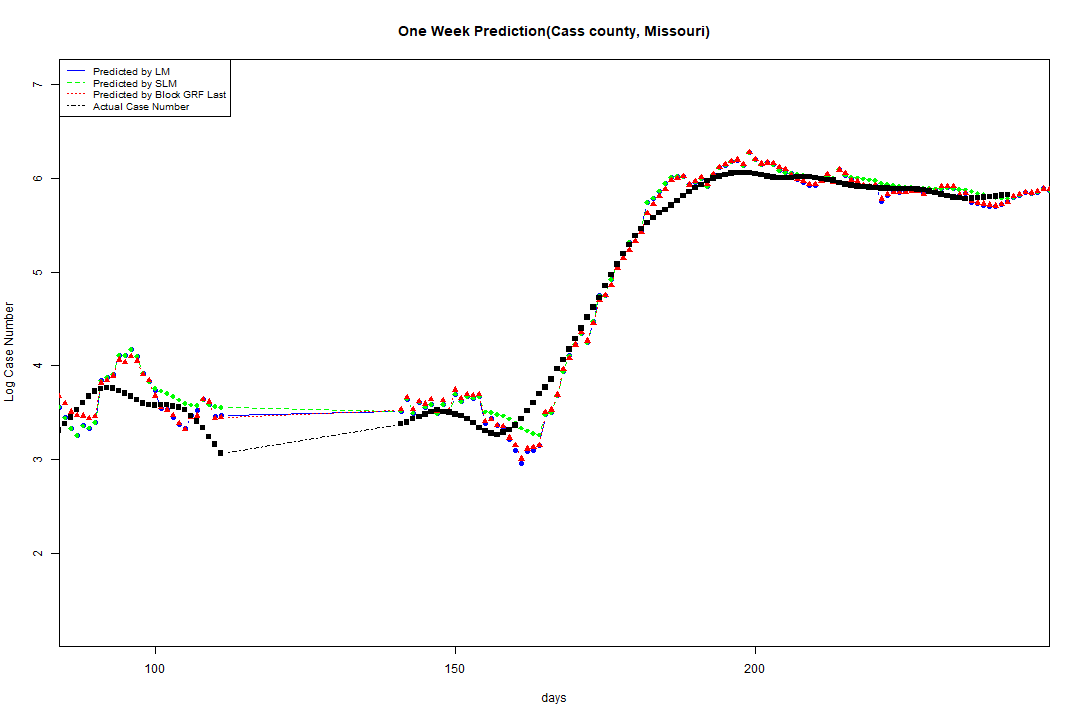 One Week Prediction(Cass county, Missouri)
Predicted by LM
Predicted by SLM
Predicted by Block GRF Last
Actual Case Number
7
6
5
4
3
2
Log Case Number
100 150 200
days